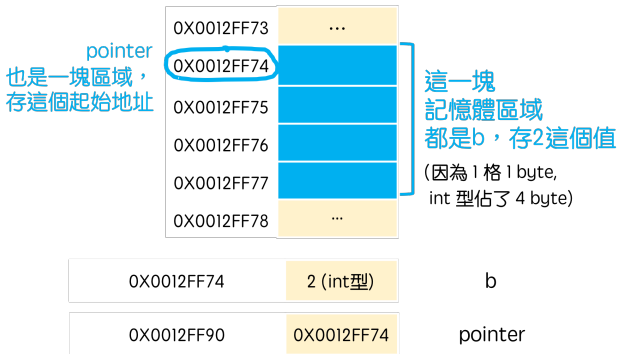 0X0012FF73 ...
pointer
也是一塊區域，
存這個起始地址
0X0012FF74
0X0012FF75
0X0012FF76
0X0012FF77
0X0012FF78 ...
這一塊
記憶體區域
都是b，存2這個值
(因為 1 格 1 byte,
int 型佔了 4 byte)
0X0012FF74 2 (int型) b
0X0012FF90 0X0012FF74 pointer